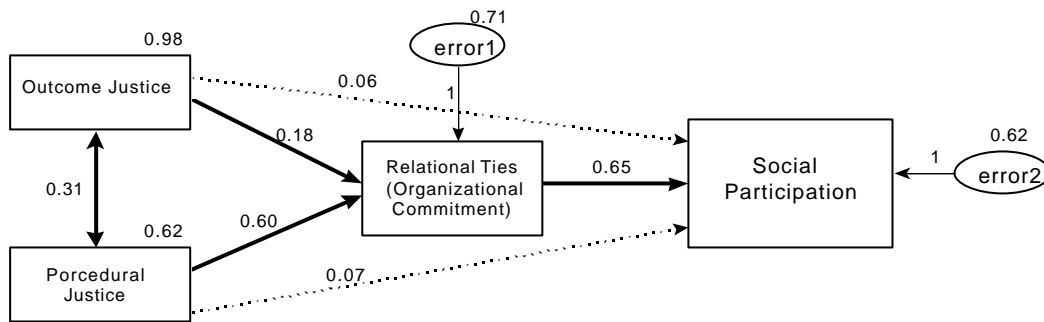 0.98
Outcome Justice
0.71
error1
1
0.06
0.18
0.31
Relational Ties
(Organizational
Commitment)
0.65
Social
Participation
0.62
1
error2
0.62
0.60
Porcedural
Justice
0.07